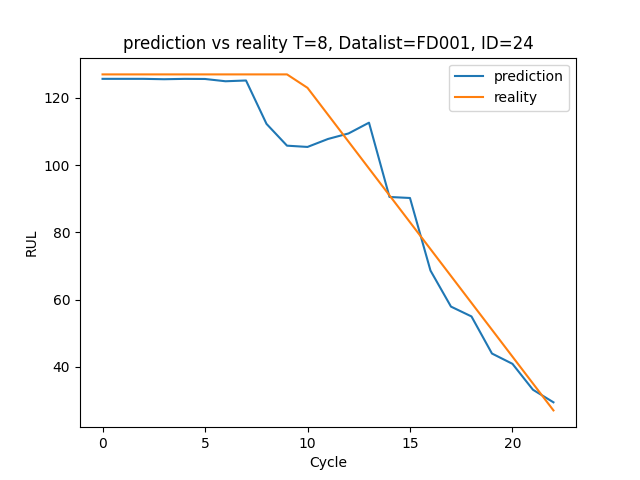 prediction vs reality T=8, Datalist=FD001, ID=24
prediction
reality
120
100
80
60
40
RUL
0 5 10 15 20
Cycle